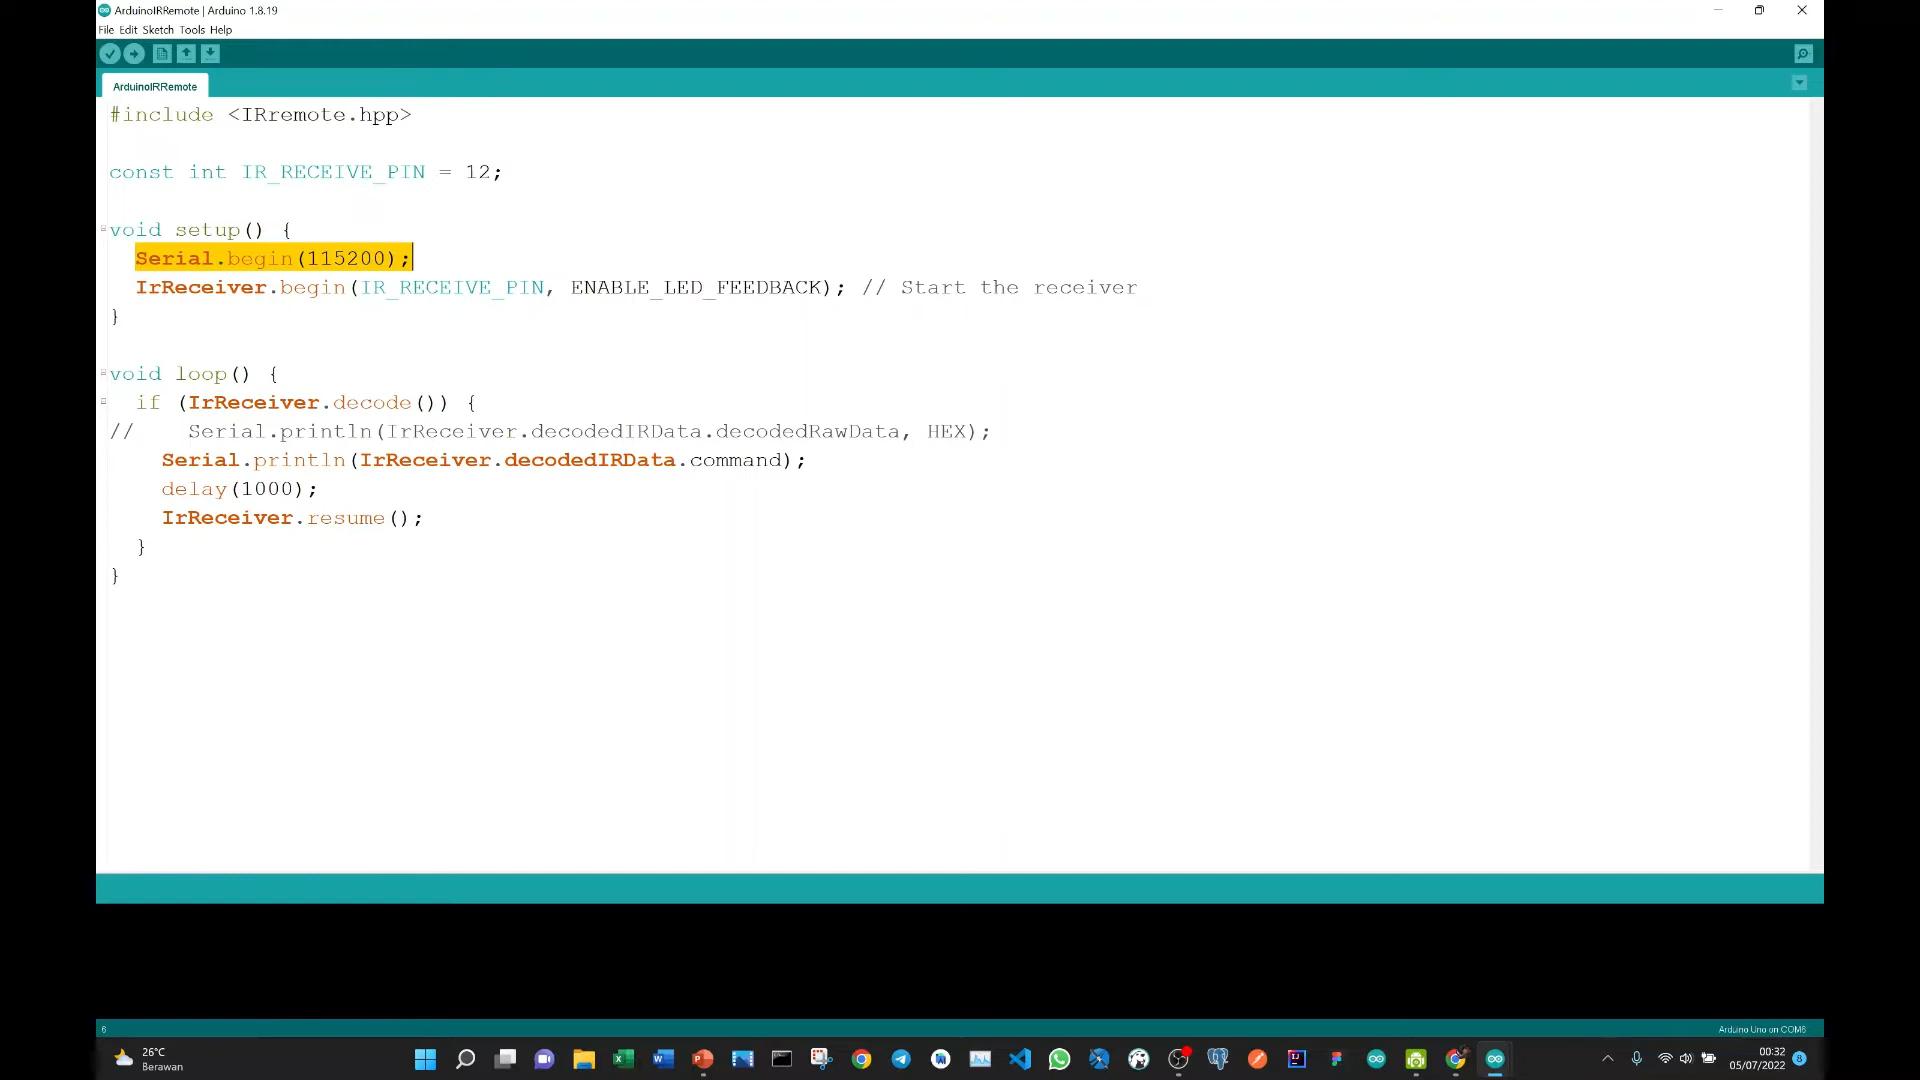 ArduinoIRRemote | Arduino 1.8.19
File Edit Sketch Tools Help
ArduinoIRRemote
#include <IRremote.hpp>
const int IR_RECEIVE_PIN = 12;
void setup() {
Serial.begin(115200);
IrReceiver.begin(IR_RECEIVE_PIN, ENABLE_LED_FEEDBACK); // Start the receiver
}
void loop() {
if (IrReceiver.decode()) {
// Serial.println(IrReceiver.decodedIRData.decodedRawData, HEX);
Serial.println(IrReceiver.decodedIRData.command);
delay(1000);
IrReceiver.resume();
}
}
6
Arduino Uno on COM6
26°C
Berawan
00:32
05/07/2022
8